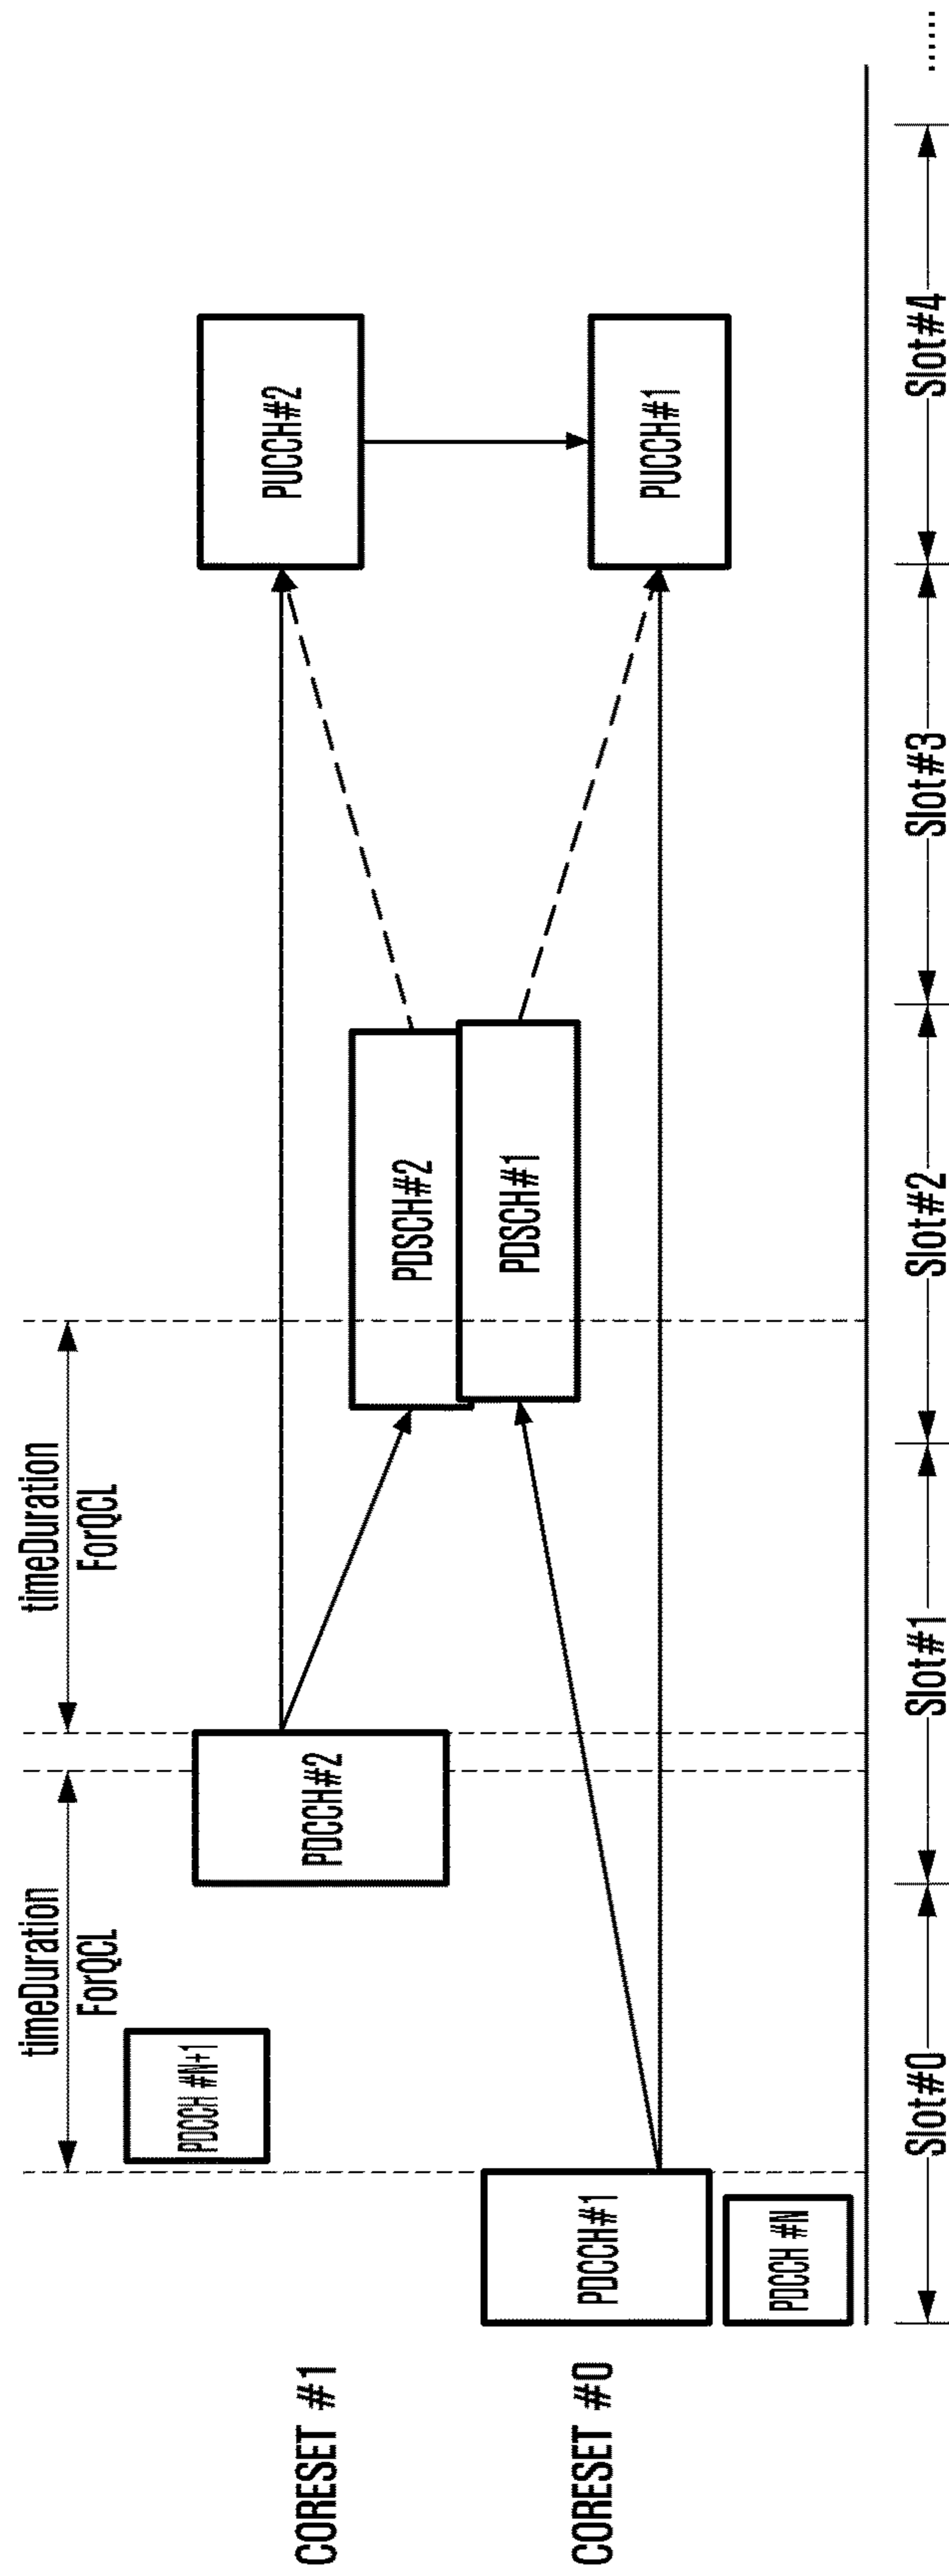 timeDuration
ForQCL
timeDuration
ForQCL
PDCCH #N+1
CORESET #1
PDCCH#2
PUCCH#2
PDSCH#2
PDSCH#1
CORESET #0
PDCCH#1
PUCCH#1
PDCCH #N
Slot#0
Slot#1
Slot#2
Slot#3
Slot#4
......